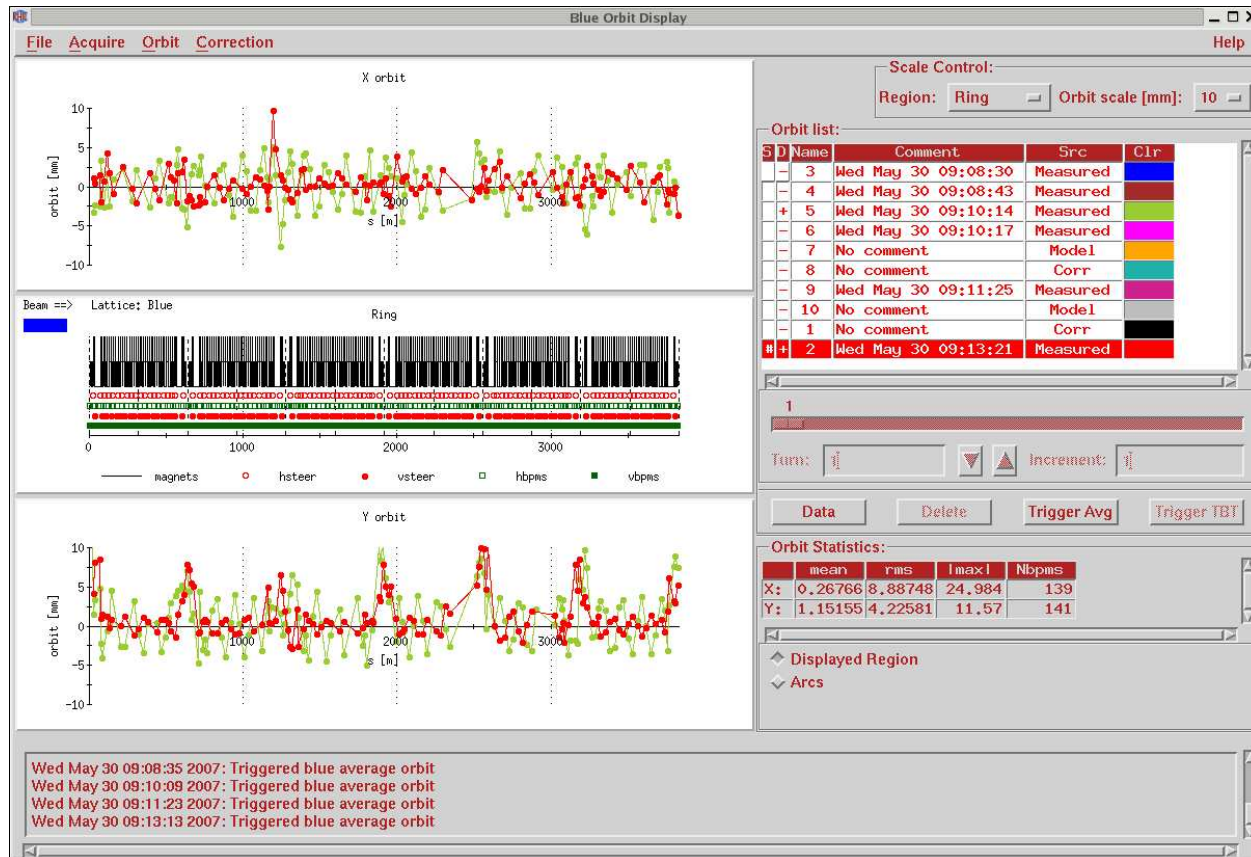 Blue Orbit Display
File Acquire Orbit Correction Help
X orbit
10
5
0
-5
-10
orbit [mm]
1000 2000 3000
s [m]
Beam ==> Lattice: Blue
Ring
0 1000 2000 3000
magnets hsteer vsteer hbpms vbpms
Y orbit
10
5
0
-5
-10
orbit [mm]
1000 2000 3000
s [m]
Scale Control:
Region: Ring Orbit scale [mm]: 10
Orbit list:
S D Name Comment Src Clr
- 3 Wed May 30 09:08:30 Measured
- 4 Wed May 30 09:08:43 Measured
+ 5 Wed May 30 09:10:14 Measured
- 6 Wed May 30 09:10:17 Measured
- 7 No comment Model
- 8 No comment Corr
- 9 Wed May 30 09:11:25 Measured
- 10 No comment Model
- 1 No comment Corr
# + 2 Wed May 30 09:13:21 Measured
1
Turn: 1 Increment: 1
Data Delete Trigger Avg Trigger TBT
Orbit Statistics:
mean rms |max| Nbpms
X: 0.26766 8.88748 24.984 139
Y: 1.15155 4.22581 11.57 141
Displayed Region
Arcs
Wed May 30 09:08:35 2007: Triggered blue average orbit
Wed May 30 09:10:09 2007: Triggered blue average orbit
Wed May 30 09:11:23 2007: Triggered blue average orbit
Wed May 30 09:13:13 2007: Triggered blue average orbit